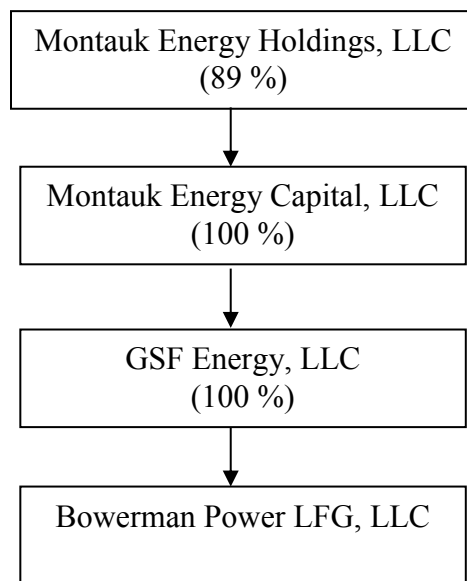 Montauk Energy Holdings, LLC
(89 %)
Montauk Energy Capital, LLC
(100 %)
GSF Energy, LLC
(100 %)
Bowerman Power LFG, LLC